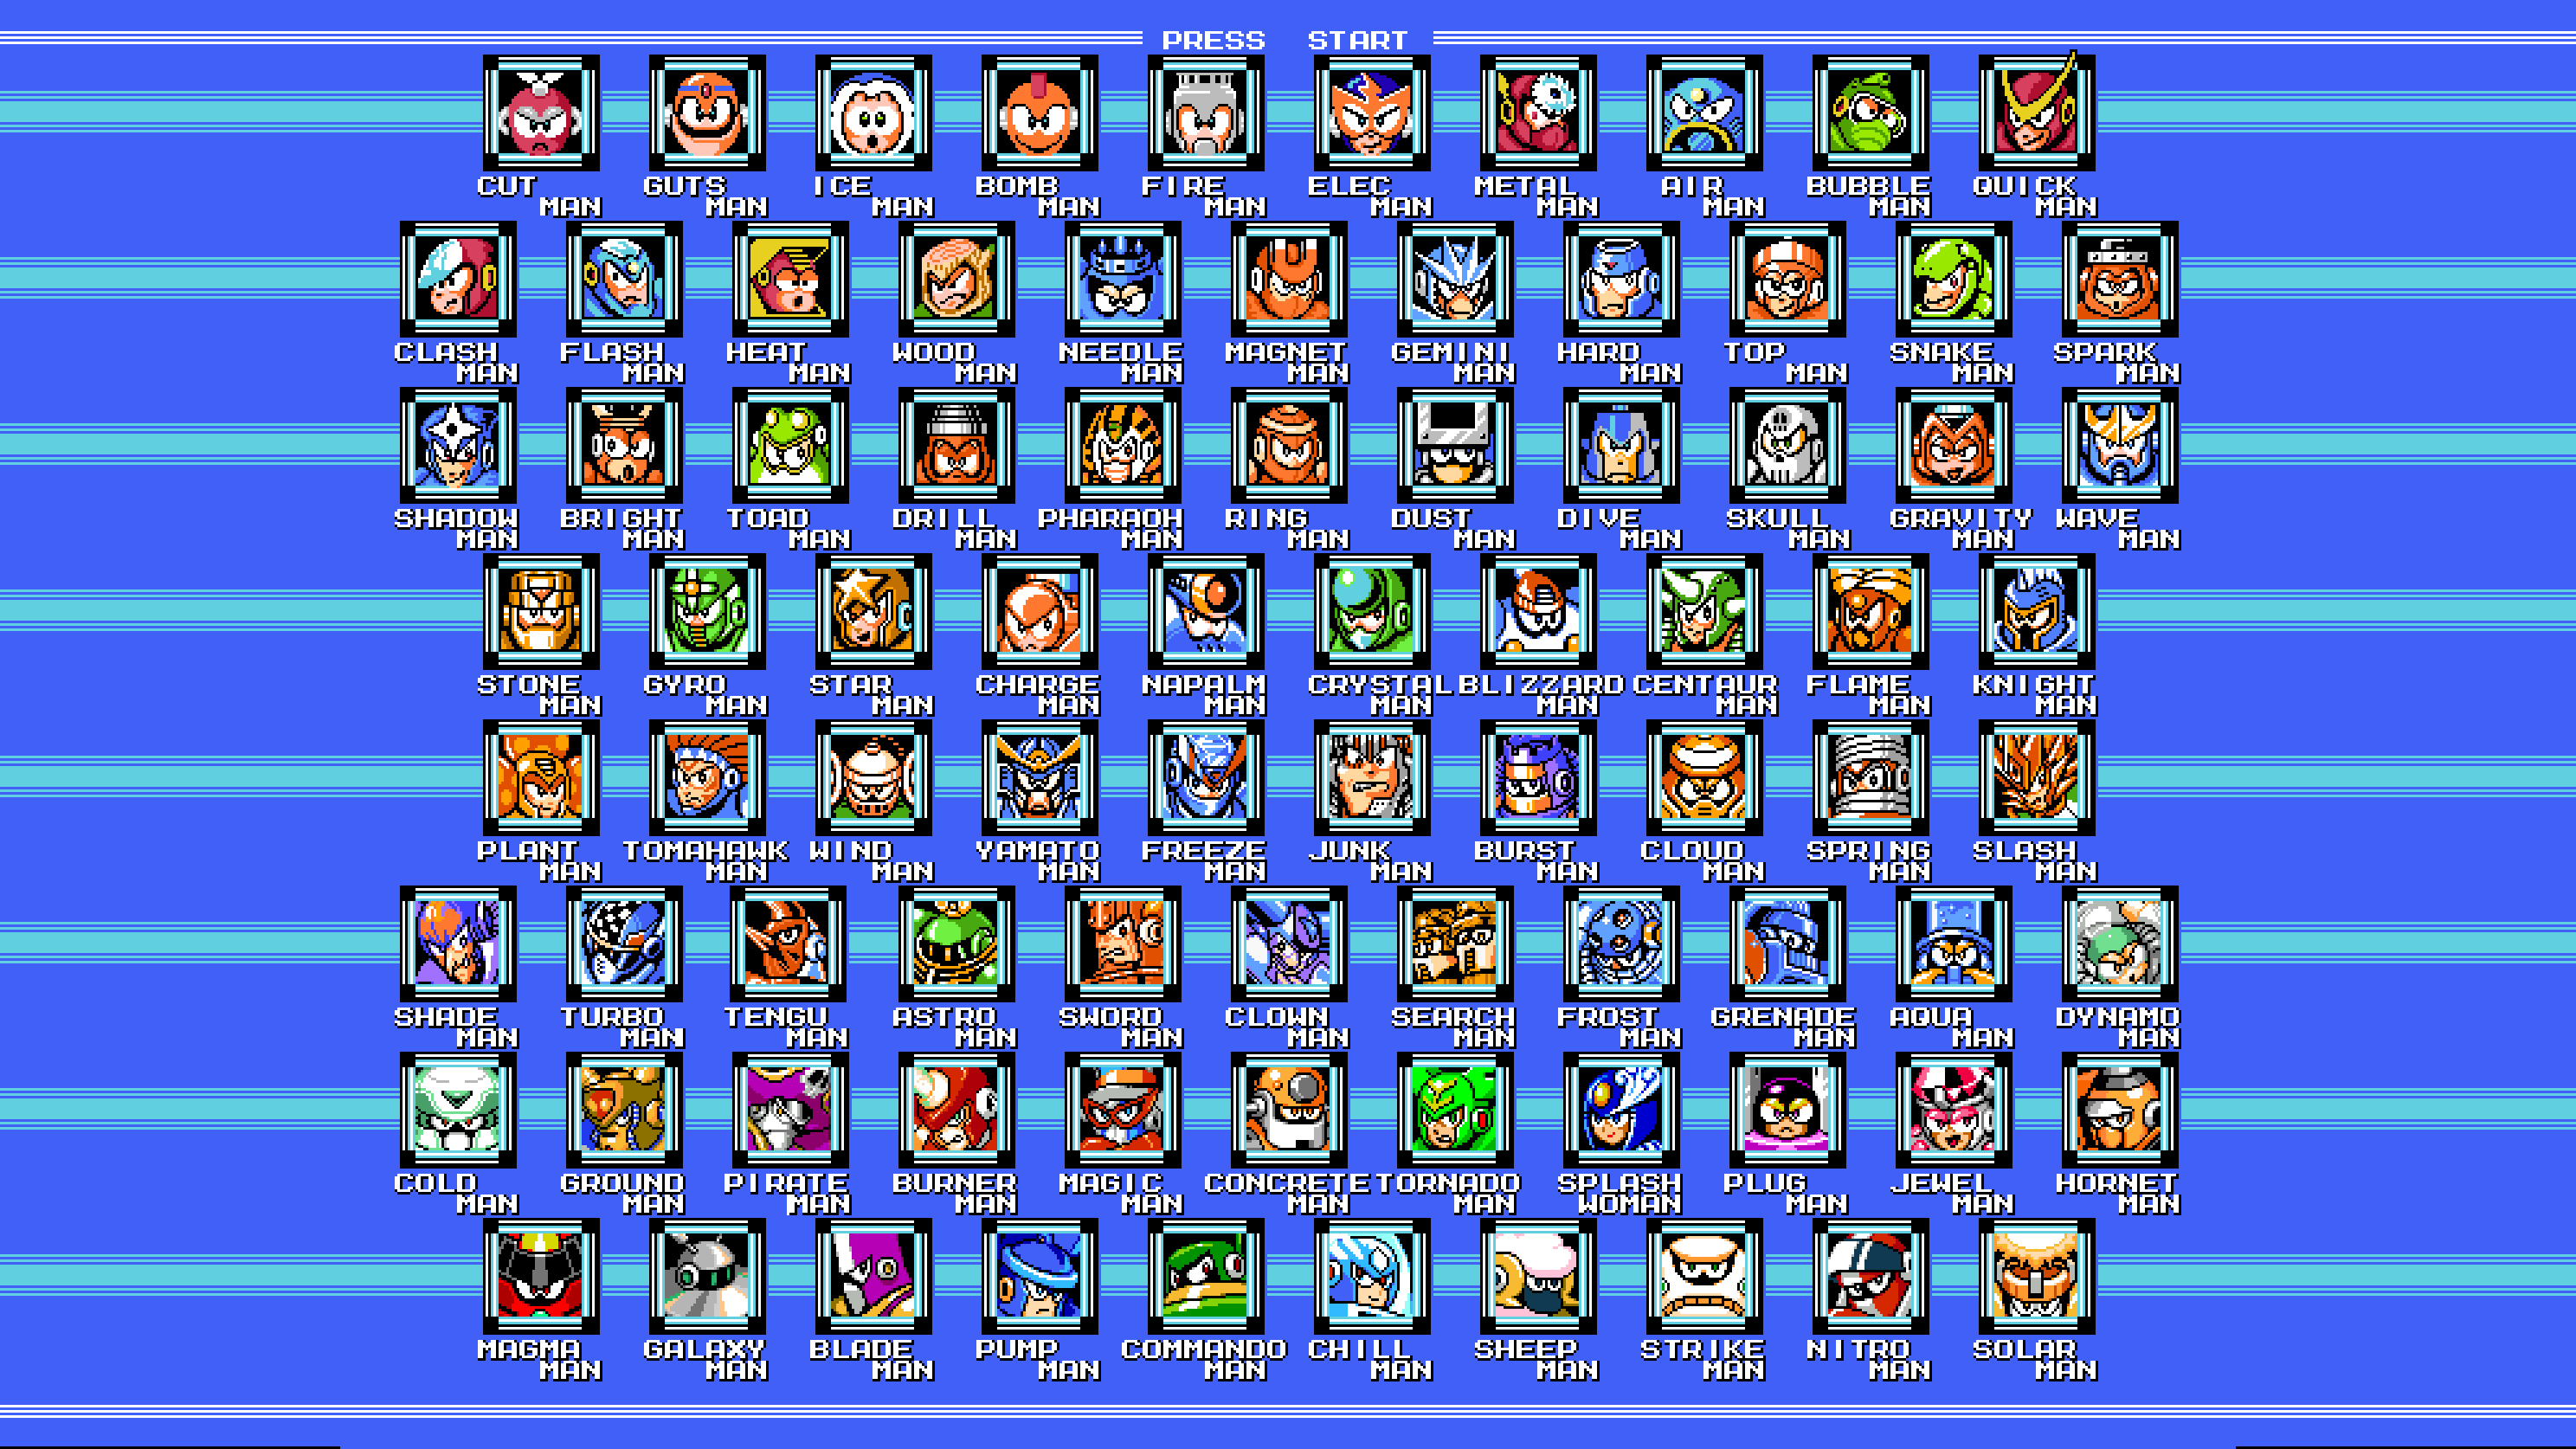 PRESS START
CUT MAN GUTS MAN ICE MAN BOMB MAN FIRE MAN ELEC MAN METAL MAN AIR MAN BUBBLE MAN QUICK MAN
CLASH MAN FLASH MAN HEAT MAN WOOD MAN NEEDLE MAN MAGNET MAN GEMINI MAN HARD MAN TOP MAN SNAKE MAN SPARK MAN
SHADOW MAN BRIGHT MAN TOAD MAN DRILL MAN PHARAOH MAN RING MAN DUST MAN DIVE MAN SKULL MAN GRAVITY MAN WAVE MAN
STONE MAN GYRO MAN STAR MAN CHARGE MAN NAPALM MAN CRYSTAL MAN BLIZZARD MAN CENTAUR MAN FLAME MAN KNIGHT MAN
PLANT MAN TOMAHAWK MAN WIND MAN YAMATO MAN FREEZE MAN JUNK MAN BURST MAN CLOUD MAN SPRING MAN SLASH MAN
SHADE MAN TURBO MAN TENGU MAN ASTRO MAN SWORD MAN CLOWN MAN SEARCH MAN FROST MAN GRENADE MAN AQUA MAN DYNAMO MAN
COLD MAN GROUND MAN PIRATE MAN BURNER MAN MAGIC MAN CONCRETE MAN TORNADO MAN SPLASH WOMAN PLUG MAN JEWEL MAN HORNET MAN
MAGMA MAN GALAXY MAN BLADE MAN PUMP MAN COMMANDO MAN CHILL MAN SHEEP MAN STRIKE MAN NITRO MAN SOLAR MAN